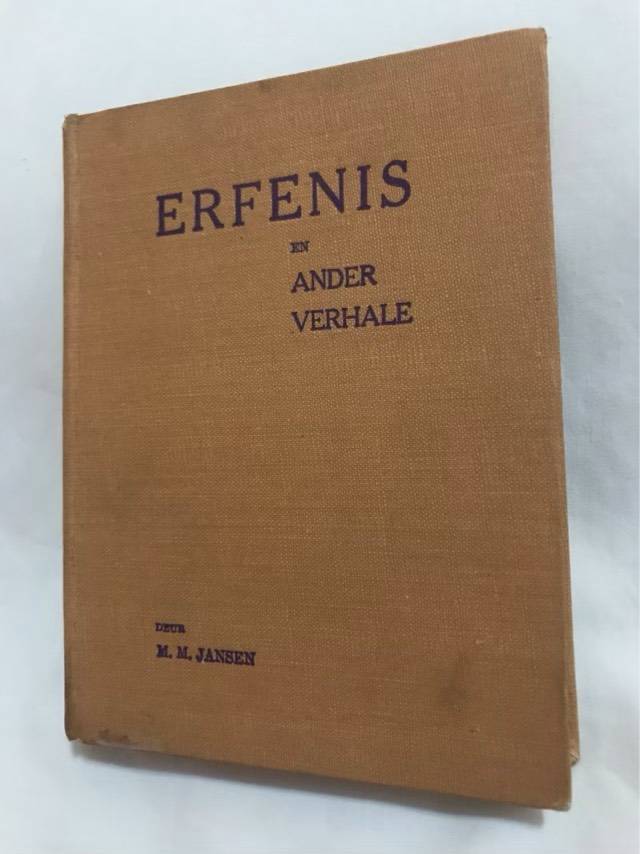 ERFENIS
EN
ANDER
VERHALE
DEUR
M. M. JANSEN